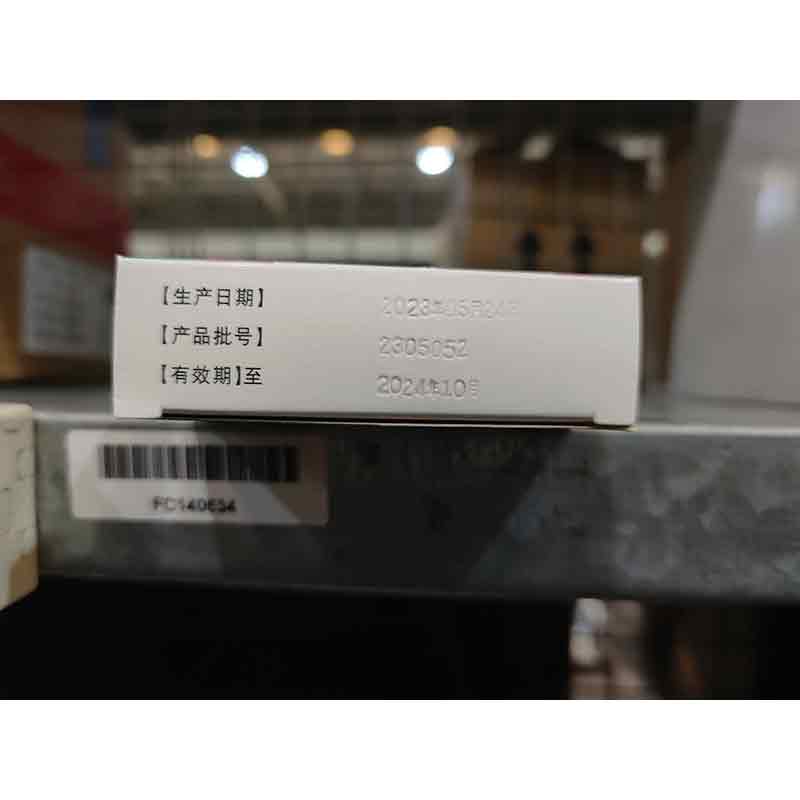 【生产日期】 2023年05月24日
【产品批号】 2305052
【有效期】至 2024年10月
FC140634